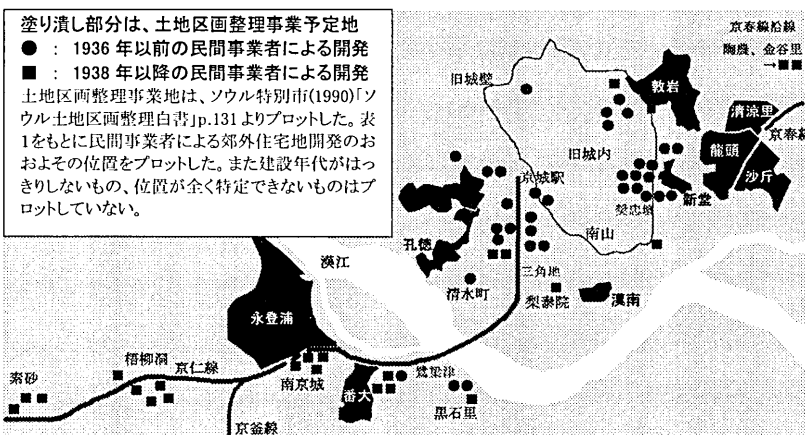 塗り潰し部分は、土地区画整理事業予定地
● : 1936 年以前の民間事業者による開発
■ : 1938 年以降の民間事業者による開発
土地区画整理事業地は、ソウル特別市(1990)「ソ
ウル土地区画整理白書」p.131 よりプロットした。表
1をもとに民間事業者による郊外住宅地開発のお
およその位置をプロットした。また建設年代がはっ
きりしないもの、位置が全く特定できないものはプ
ロットしていない。
京春線沿線
陶農、金谷里
→■■
旧城壁
敦岩
清涼里
京春線
旧城内
龍頭
沙斤
京城駅
新堂
奨忠壇
孔徳
南山
漢江
三角地
清水町
梨泰院
漢南
永登浦
梧柳洞
京仁線
素砂
南京城
鷺梁津
番大
黒石里
京釜線